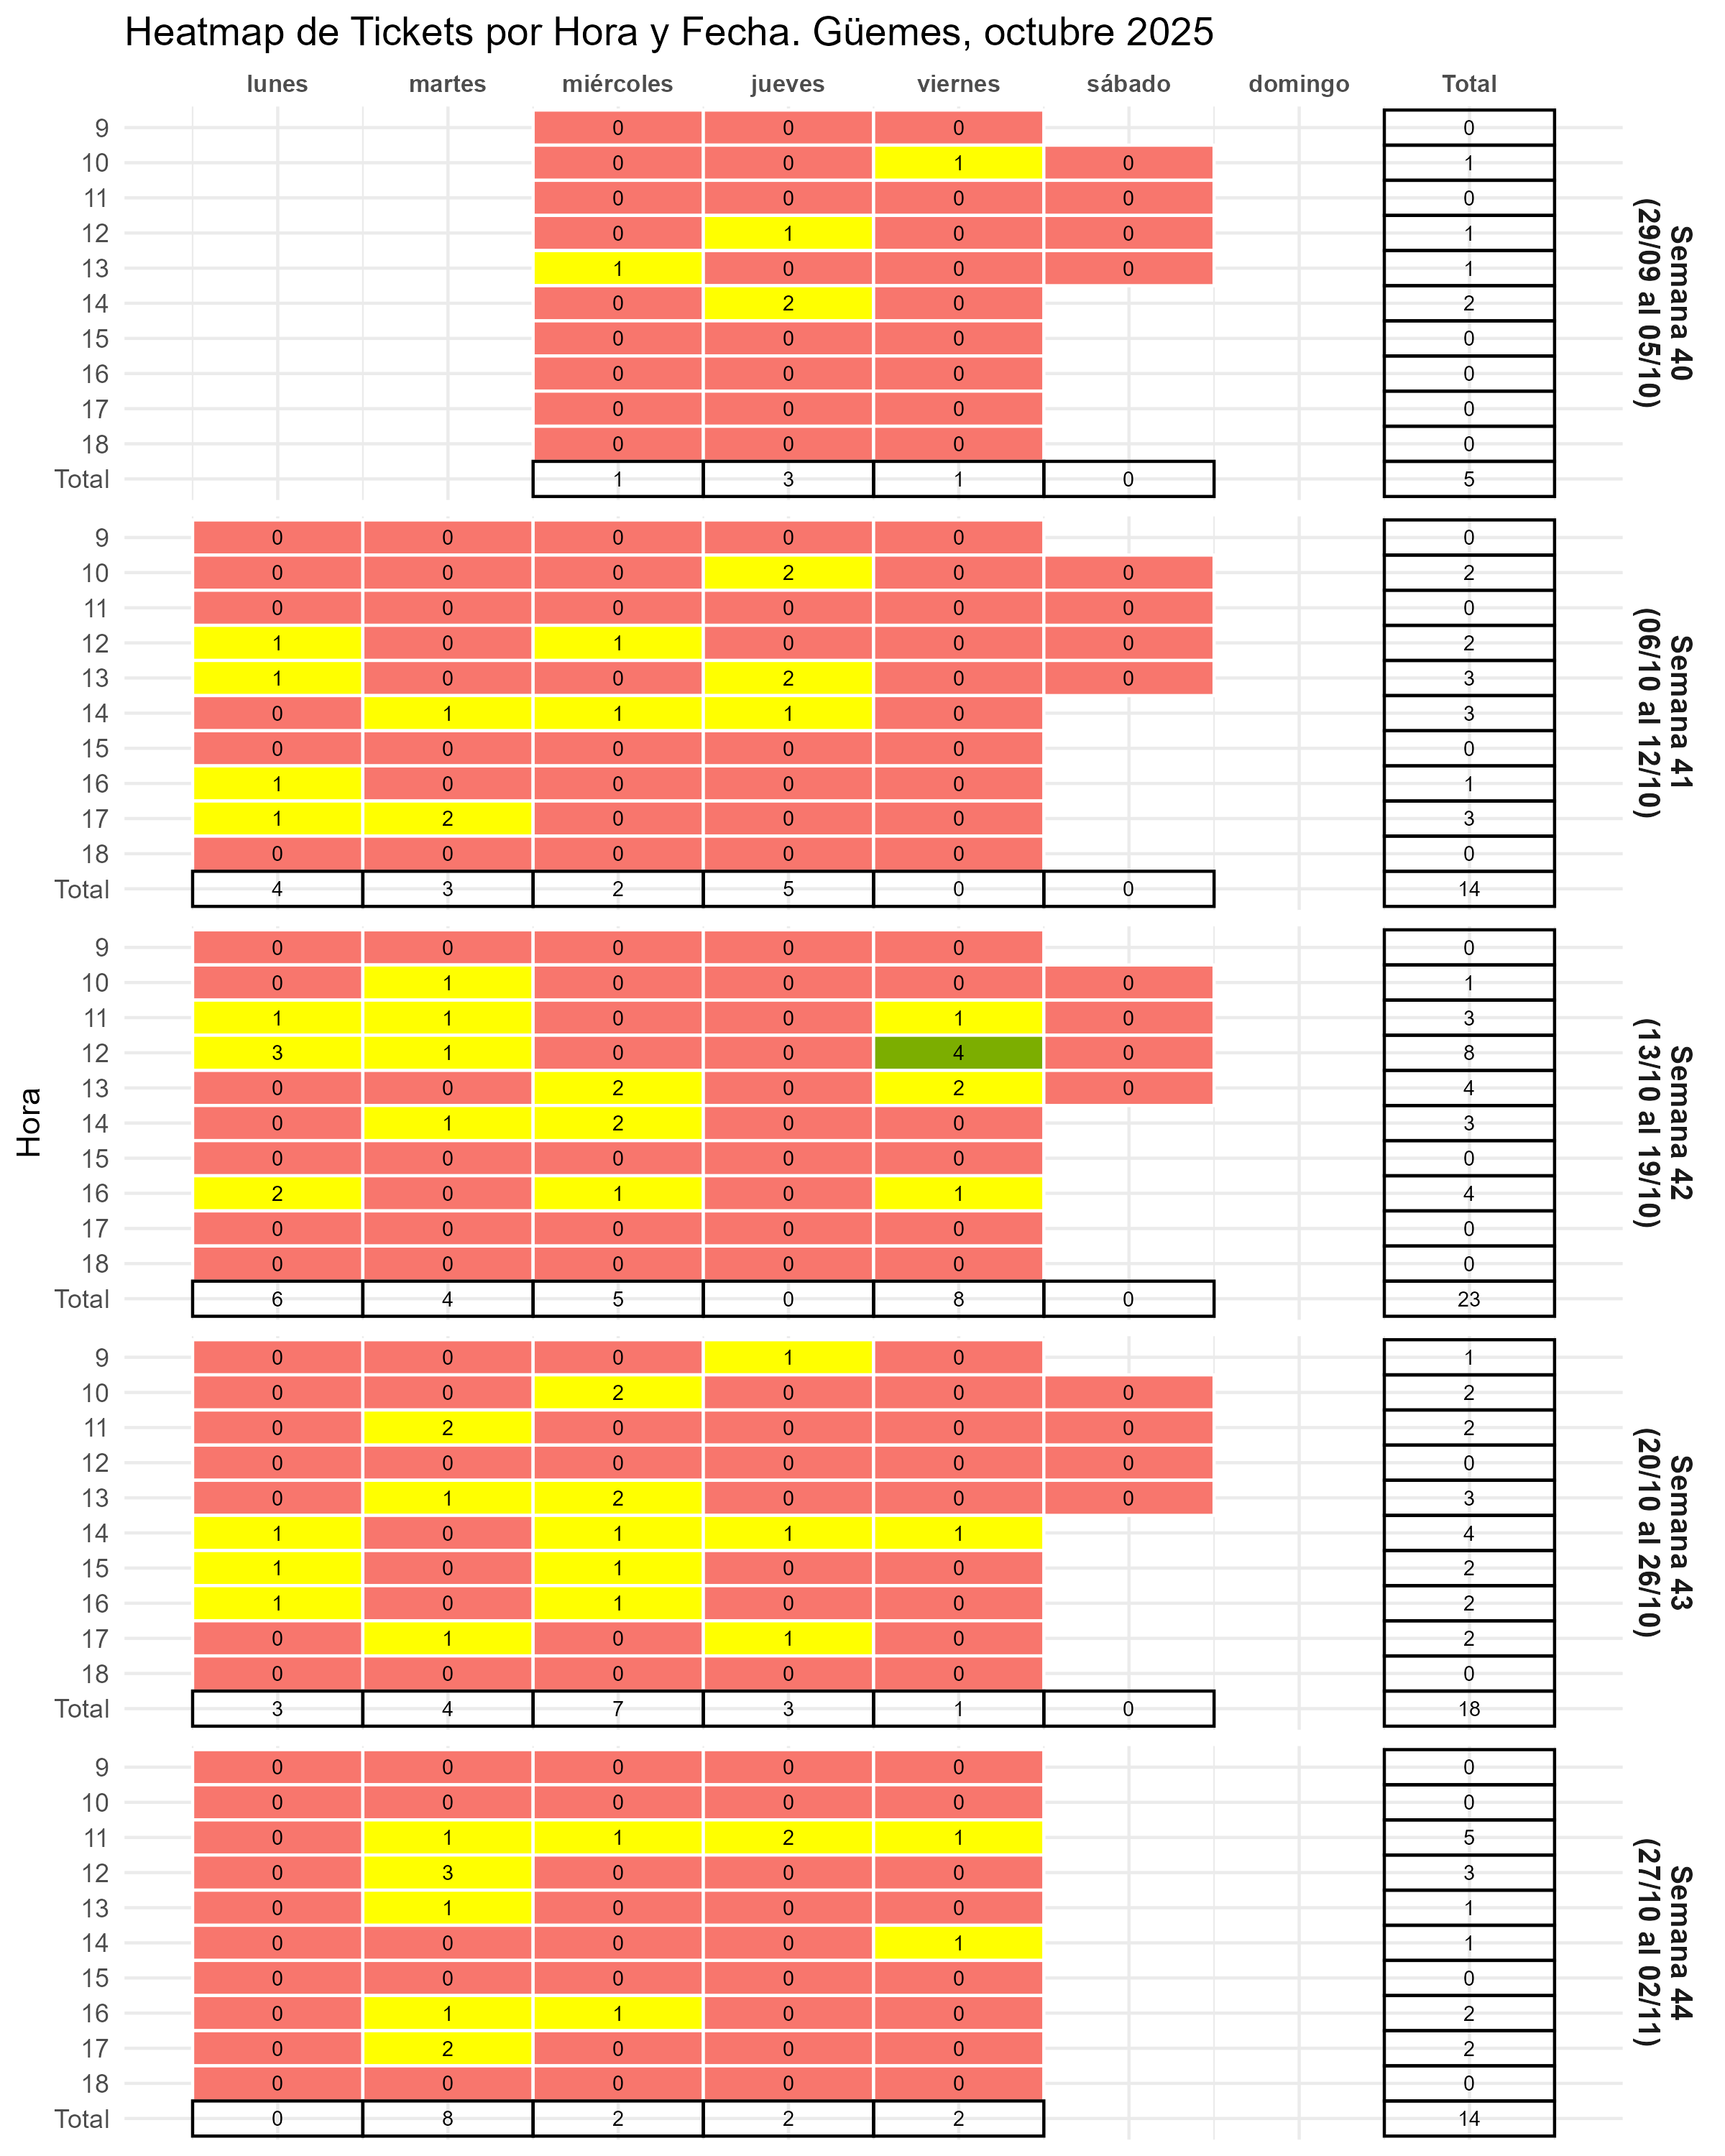 Heatmap de Tickets por Hora y Fecha. Güemes, octubre 2025
lunes martes miércoles jueves viernes sábado domingo Total
9 0 0 0 0
10 0 0 1 0 1
11 0 0 0 0 0
12 0 1 0 0 1
13 1 0 0 0 1
14 0 2 0 2
15 0 0 0 0
16 0 0 0 0
17 0 0 0 0
18 0 0 0 0
Total 1 3 1 0 5
Semana 40
(29/09 al 05/10)
9 0 0 0 0 0 0
10 0 0 0 2 0 0 2
11 0 0 0 0 0 0 0
12 1 0 1 0 0 0 2
13 1 0 0 2 0 0 3
14 0 1 1 1 0 3
15 0 0 0 0 0 0
16 1 0 0 0 0 1
17 1 2 0 0 0 3
18 0 0 0 0 0 0
Total 4 3 2 5 0 0 14
Semana 41
(06/10 al 12/10)
Hora
9 0 0 0 0 0 0
10 0 1 0 0 0 0 1
11 1 1 0 0 1 0 3
12 3 1 0 0 4 0 8
13 0 0 2 0 2 0 4
14 0 1 2 0 0 3
15 0 0 0 0 0 0
16 2 0 1 0 1 4
17 0 0 0 0 0 0
18 0 0 0 0 0 0
Total 6 4 5 0 8 0 23
Semana 42
(13/10 al 19/10)
9 0 0 0 1 0 1
10 0 0 2 0 0 0 2
11 0 2 0 0 0 0 2
12 0 0 0 0 0 0 0
13 0 1 2 0 0 0 3
14 1 0 1 1 1 4
15 1 0 1 0 0 2
16 1 0 1 0 0 2
17 0 1 0 1 0 2
18 0 0 0 0 0 0
Total 3 4 7 3 1 0 18
Semana 43
(20/10 al 26/10)
9 0 0 0 0 0 0
10 0 0 0 0 0 0
11 0 1 1 2 1 5
12 0 3 0 0 0 3
13 0 1 0 0 0 1
14 0 0 0 0 1 1
15 0 0 0 0 0 0
16 0 1 1 0 0 2
17 0 2 0 0 0 2
18 0 0 0 0 0 0
Total 0 8 2 2 2 14
Semana 44
(27/10 al 02/11)